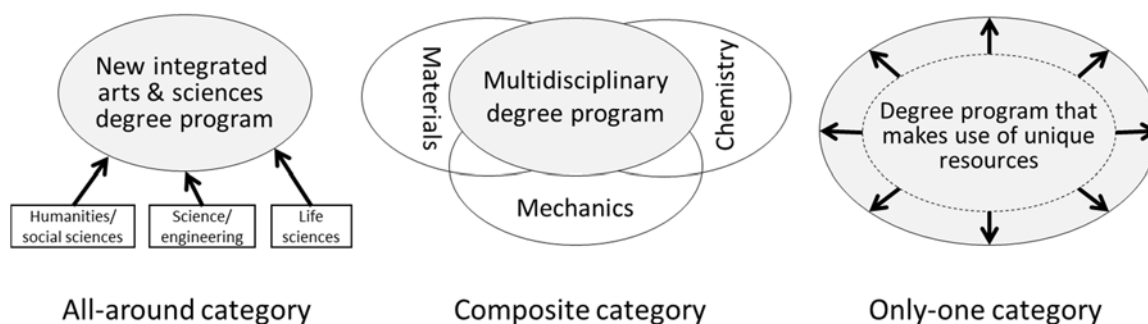 New integrated
arts & sciences
degree program
Humanities/
social sciences
Science/
engineering
Life
sciences
All-around category
Materials
Multidisciplinary
degree program
Chemistry
Mechanics
Composite category
Degree program that
makes use of unique
resources
Only-one category